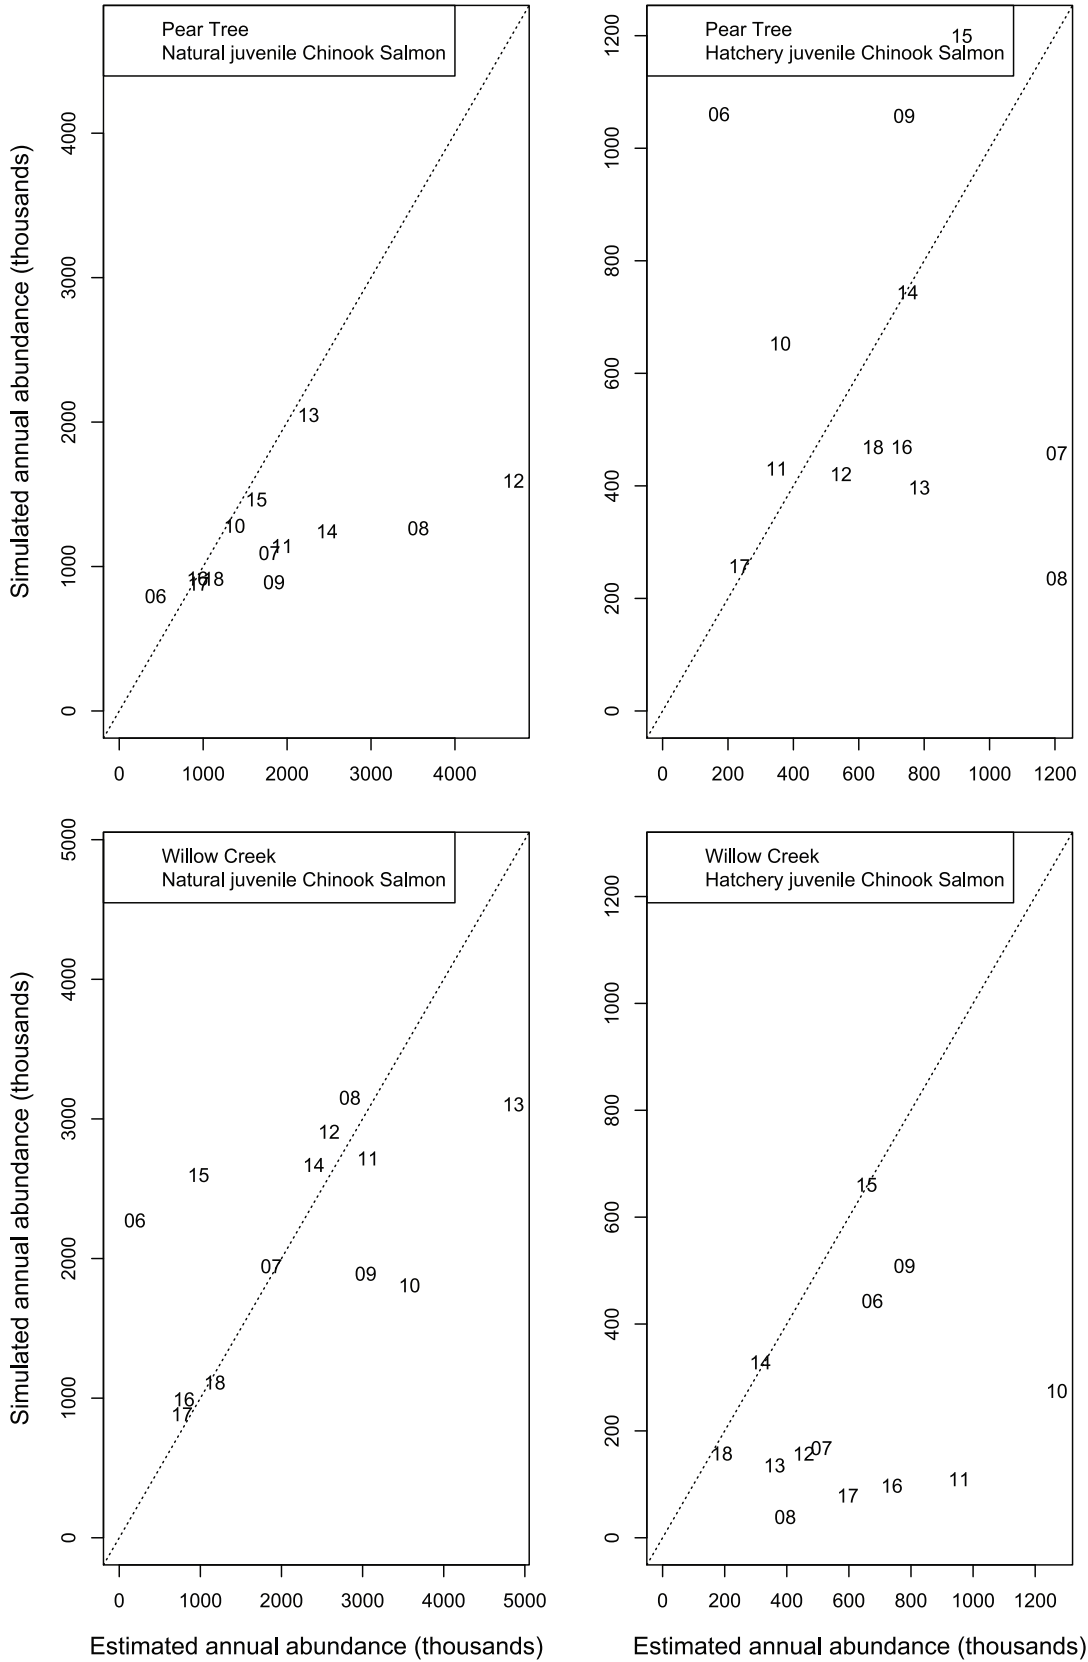 Pear Tree
Natural juvenile Chinook Salmon
Simulated annual abundance (thousands)
0 1000 2000 3000 4000
06 07 08 09 10 11 12 13 14 15 16 17 18
0 1000 2000 3000 4000
Pear Tree
Hatchery juvenile Chinook Salmon
0 200 400 600 800 1000 1200
06 07 08 09 10 11 12 13 14 15 16 17 18
0 200 400 600 800 1000 1200
Willow Creek
Natural juvenile Chinook Salmon
Simulated annual abundance (thousands)
0 1000 2000 3000 4000 5000
06 07 08 09 10 11 12 13 14 15 16 17 18
0 1000 2000 3000 4000 5000
Estimated annual abundance (thousands)
Willow Creek
Hatchery juvenile Chinook Salmon
0 200 400 600 800 1000 1200
06 07 08 09 10 11 12 13 14 15 16 17 18
0 200 400 600 800 1000 1200
Estimated annual abundance (thousands)